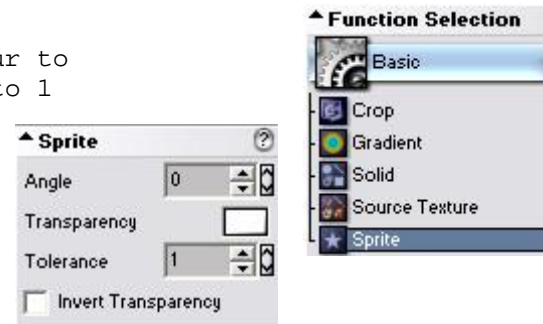 to
to 1
Sprite
?
Angle 0
Transparency
Tolerance 1
Invert Transparency
Function Selection
Basic
Crop
Gradient
Solid
Source Texture
Sprite